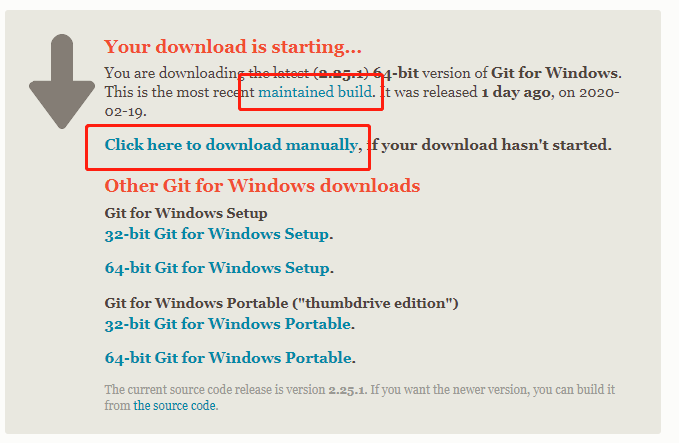 Your download is starting...
You are downloading the latest (2.25.1) 64-bit version of Git for Windows.
This is the most recent maintained build. It was released 1 day ago, on 2020-
02-19.
Click here to download manually, if your download hasn't started.
Other Git for Windows downloads
Git for Windows Setup
32-bit Git for Windows Setup.
64-bit Git for Windows Setup.
Git for Windows Portable ("thumbdrive edition")
32-bit Git for Windows Portable.
64-bit Git for Windows Portable.
The current source code release is version 2.25.1. If you want the newer version, you can build it
from the source code.